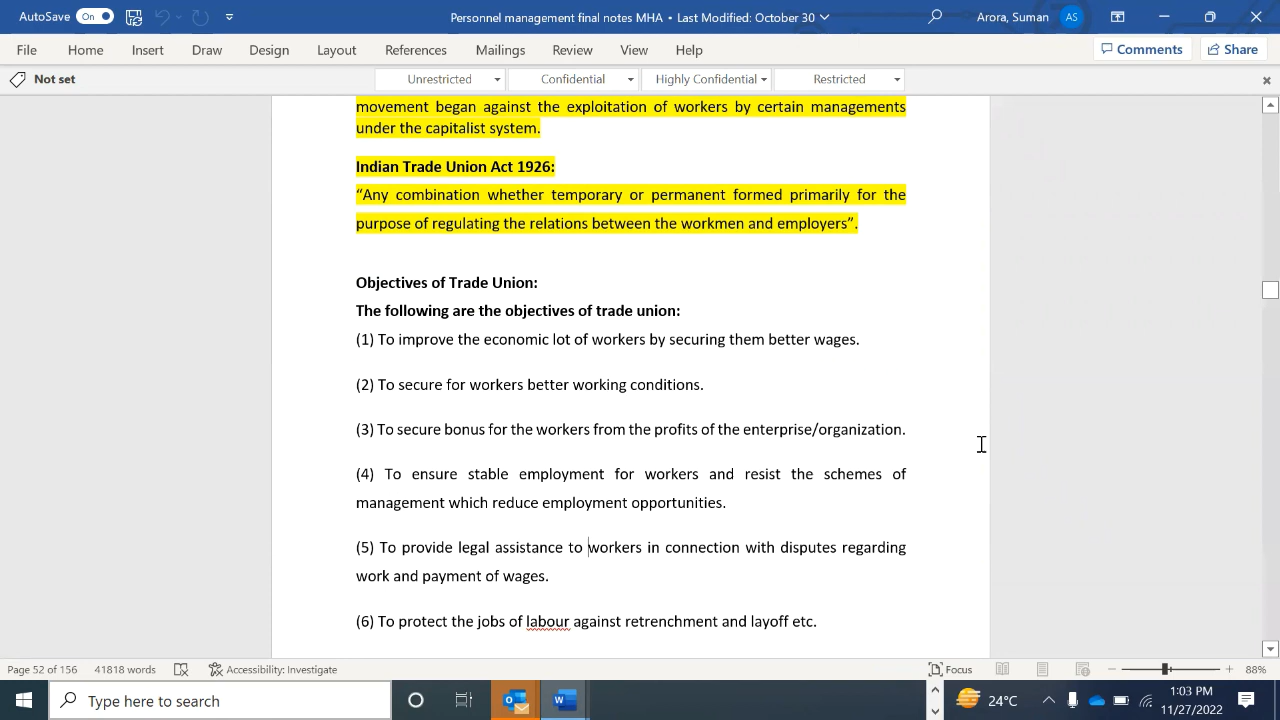 AutoSave On Personnel management final notes MHA • Last Modified: October 30 Arora, Suman AS
File Home Insert Draw Design Layout References Mailings Review View Help Comments Share
Not set Unrestricted Confidential Highly Confidential Restricted
movement began against the exploitation of workers by certain managements
under the capitalist system.
Indian Trade Union Act 1926:
“Any combination whether temporary or permanent formed primarily for the
purpose of regulating the relations between the workmen and employers”.
Objectives of Trade Union:
The following are the objectives of trade union:
(1) To improve the economic lot of workers by securing them better wages.
(2) To secure for workers better working conditions.
(3) To secure bonus for the workers from the profits of the enterprise/organization.
(4) To ensure stable employment for workers and resist the schemes of
management which reduce employment opportunities.
(5) To provide legal assistance to workers in connection with disputes regarding
work and payment of wages.
(6) To protect the jobs of labour against retrenchment and layoff etc.
Page 52 of 156 41818 words Accessibility: Investigate Focus 88%
Type here to search 24°C 1:03 PM
11/27/2022